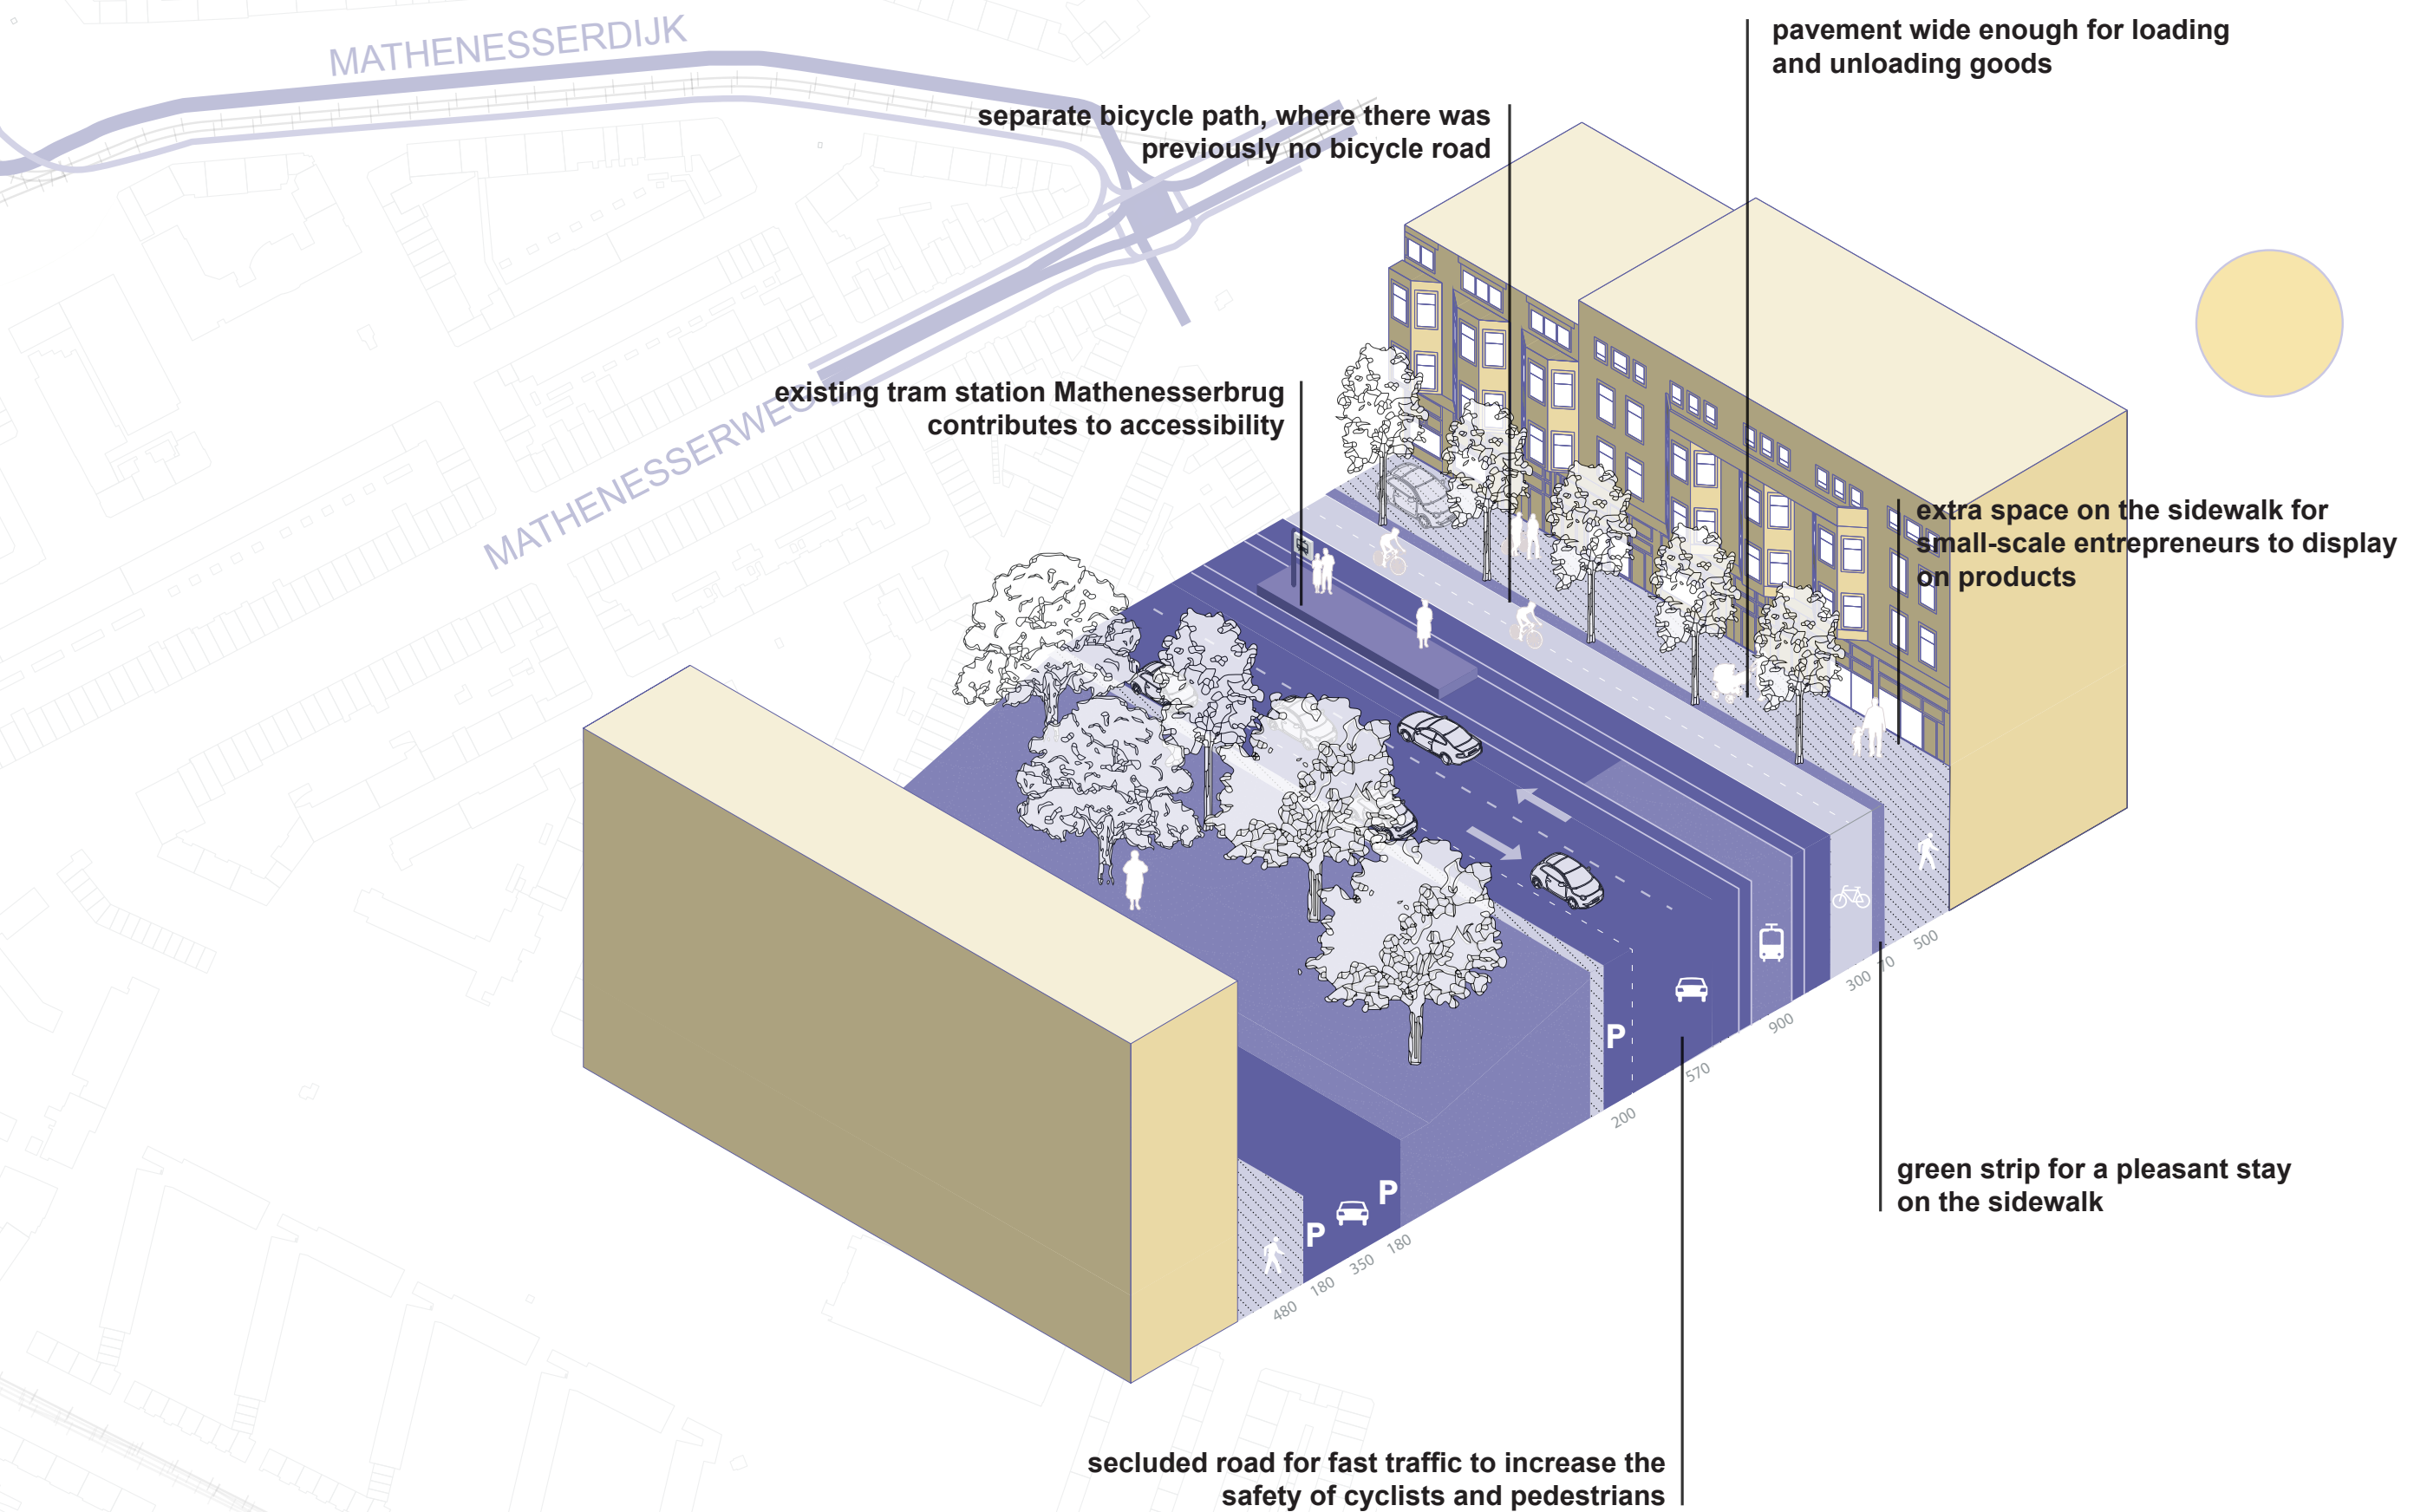 MATHENESSERDIJK
pavement wide enough for loading
and unloading goods
separate bicycle path, where there was
previously no bicycle road
existing tram station Mathenesserbrug
contributes to accessibility
MATHENESSERWEG
extra space on the sidewalk for
small-scale entrepreneurs to display
on products
P
P
P
480
180
350
180
200
570
900
300
70
500
green strip for a pleasant stay
on the sidewalk
secluded road for fast traffic to increase the
safety of cyclists and pedestrians